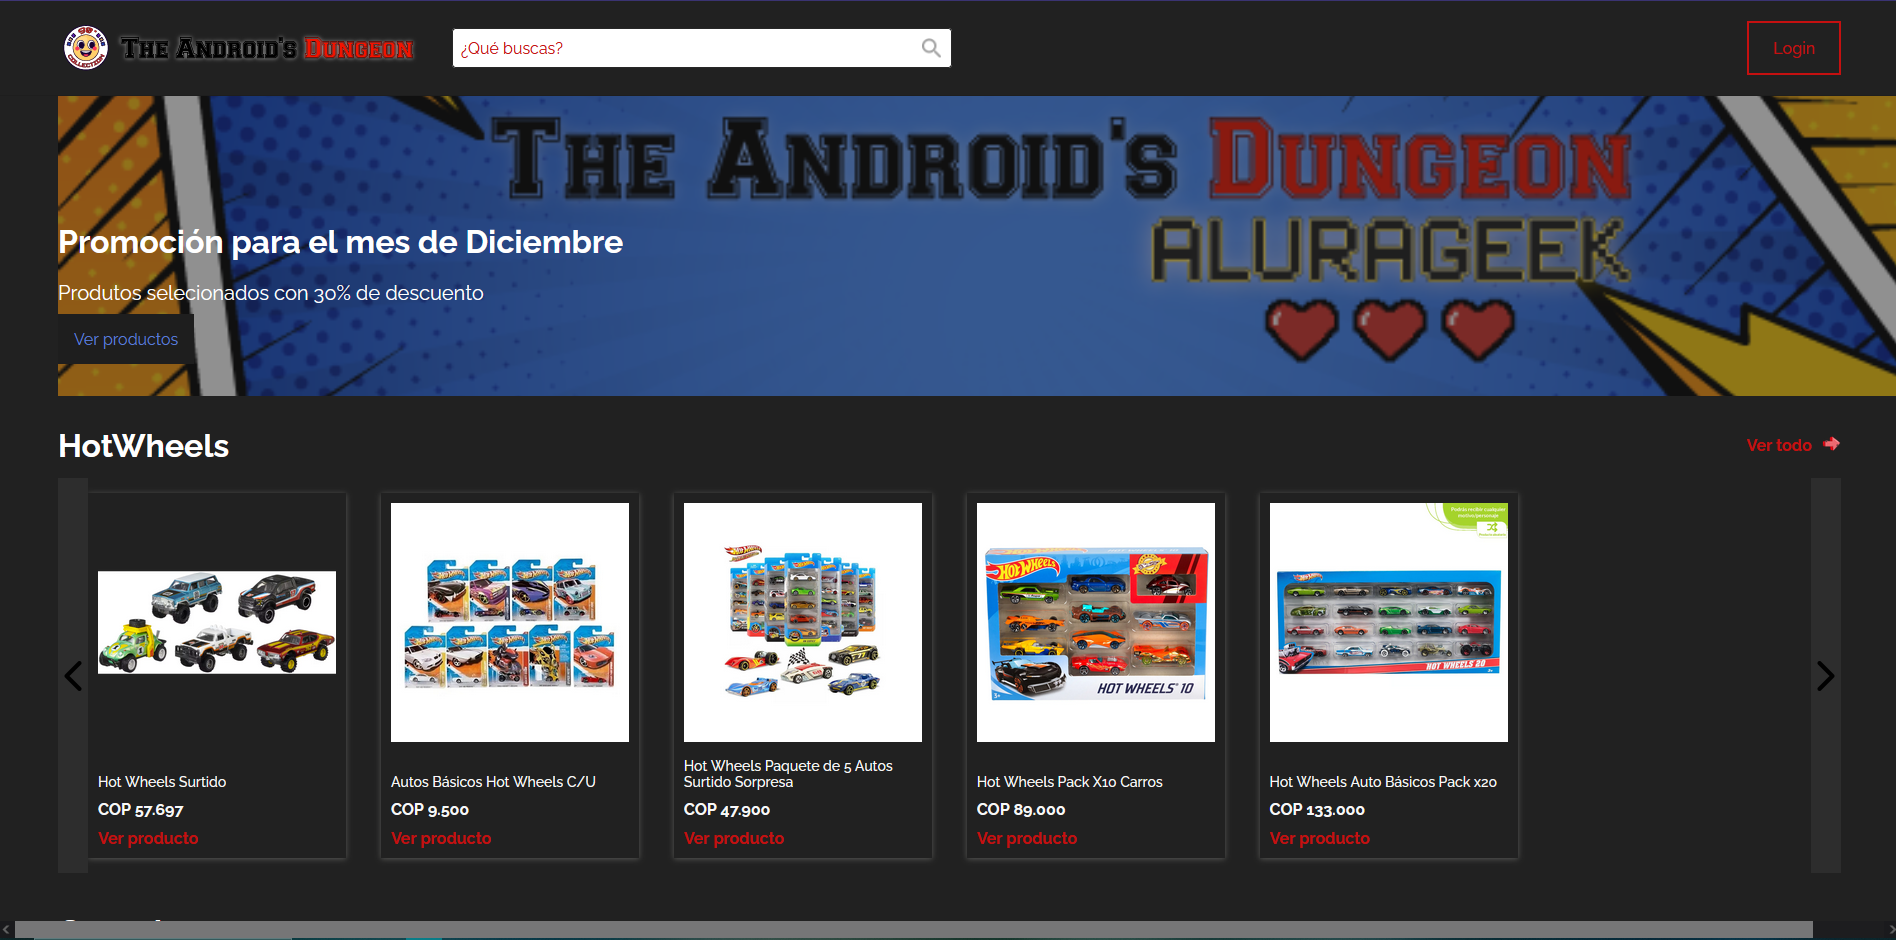 The Android's Dungeon
¿Qué buscas?
Login
The Android's Dungeon
ALURAGEEK
Promoción para el mes de Diciembre
Produtos selecionados con 30% de descuento
Ver productos
HotWheels
Ver todo
HOT WHEELS 10
HOT WHEELS 20
Hot Wheels Surtido
COP 57.697
Ver producto
Autos Básicos Hot Wheels C/U
COP 9.500
Ver producto
Hot Wheels Paquete de 5 Autos
Surtido Sorpresa
COP 47.900
Ver producto
Hot Wheels Pack X10 Carros
COP 89.000
Ver producto
Hot Wheels Auto Básicos Pack x20
COP 133.000
Ver producto